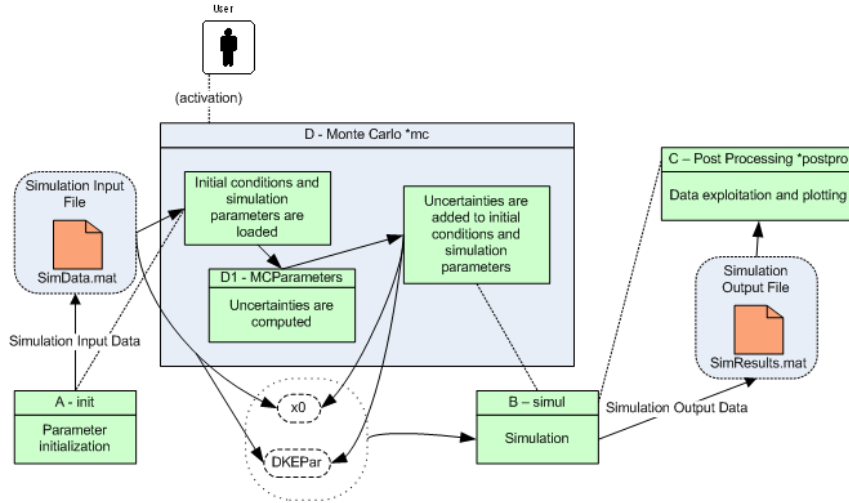 User
(activation)
D - Monte Carlo *mc
Simulation Input
File
SimData.mat
Initial conditions and
simulation
parameters are
loaded
Uncertainties are
added to initial
conditions and
simulation
parameters
D1 - MCParameters
Uncertainties are
computed
C – Post Processing *postpro
Data exploitation and plotting
Simulation
Output File
SimResults.mat
Simulation Input Data
A - init
Parameter
initialization
x0
DKEPar
B – simul
Simulation
Simulation Output Data